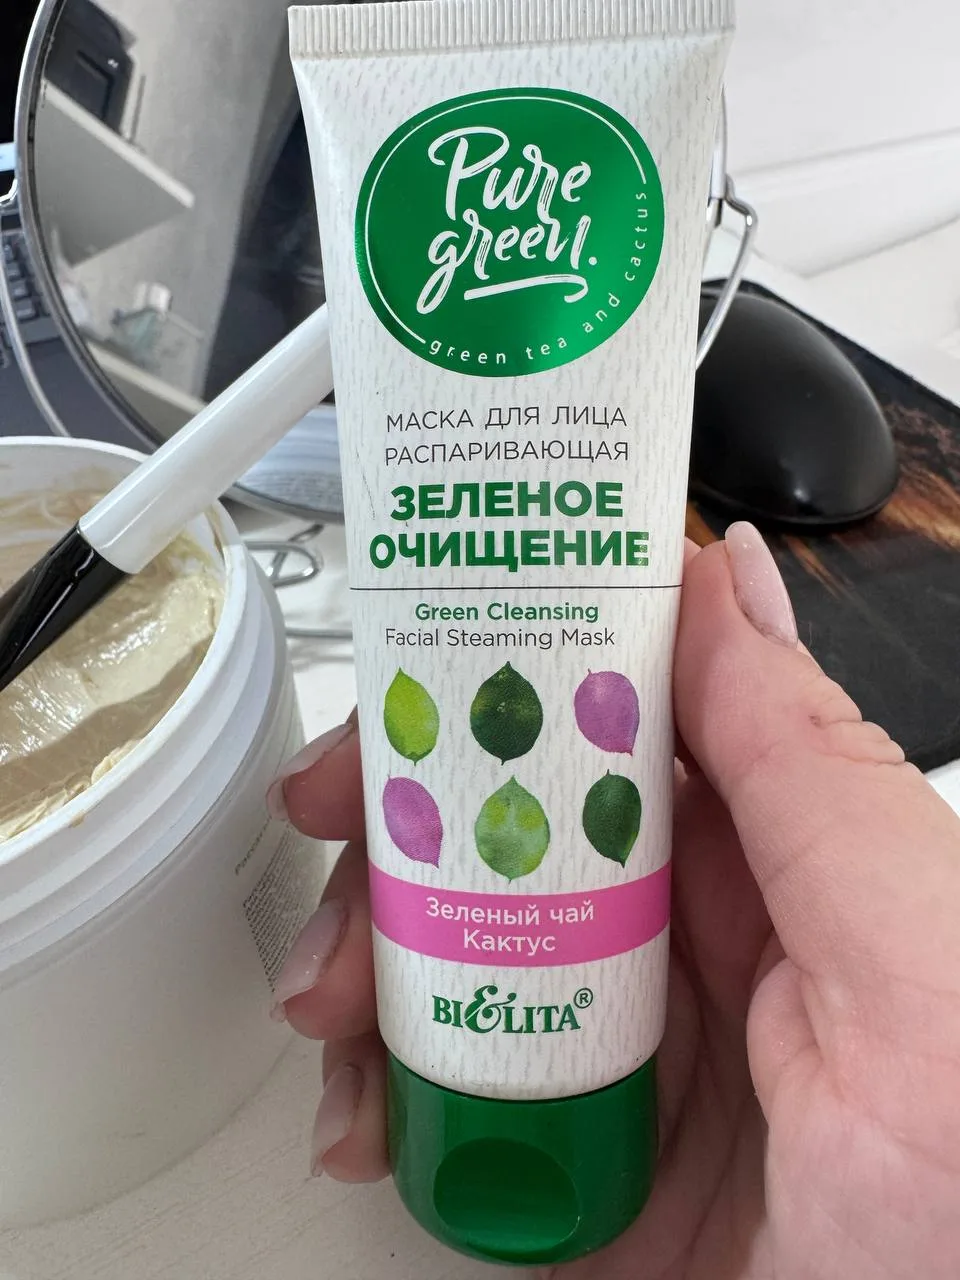 Pure
green.
green tea and cactus
МАСКА ДЛЯ ЛИЦА
РАСПАРИВАЮЩАЯ
ЗЕЛЕНОЕ
ОЧИЩЕНИЕ
Green Cleansing
Facial Steaming Mask
Зеленый чай
Кактус
BIELITA®